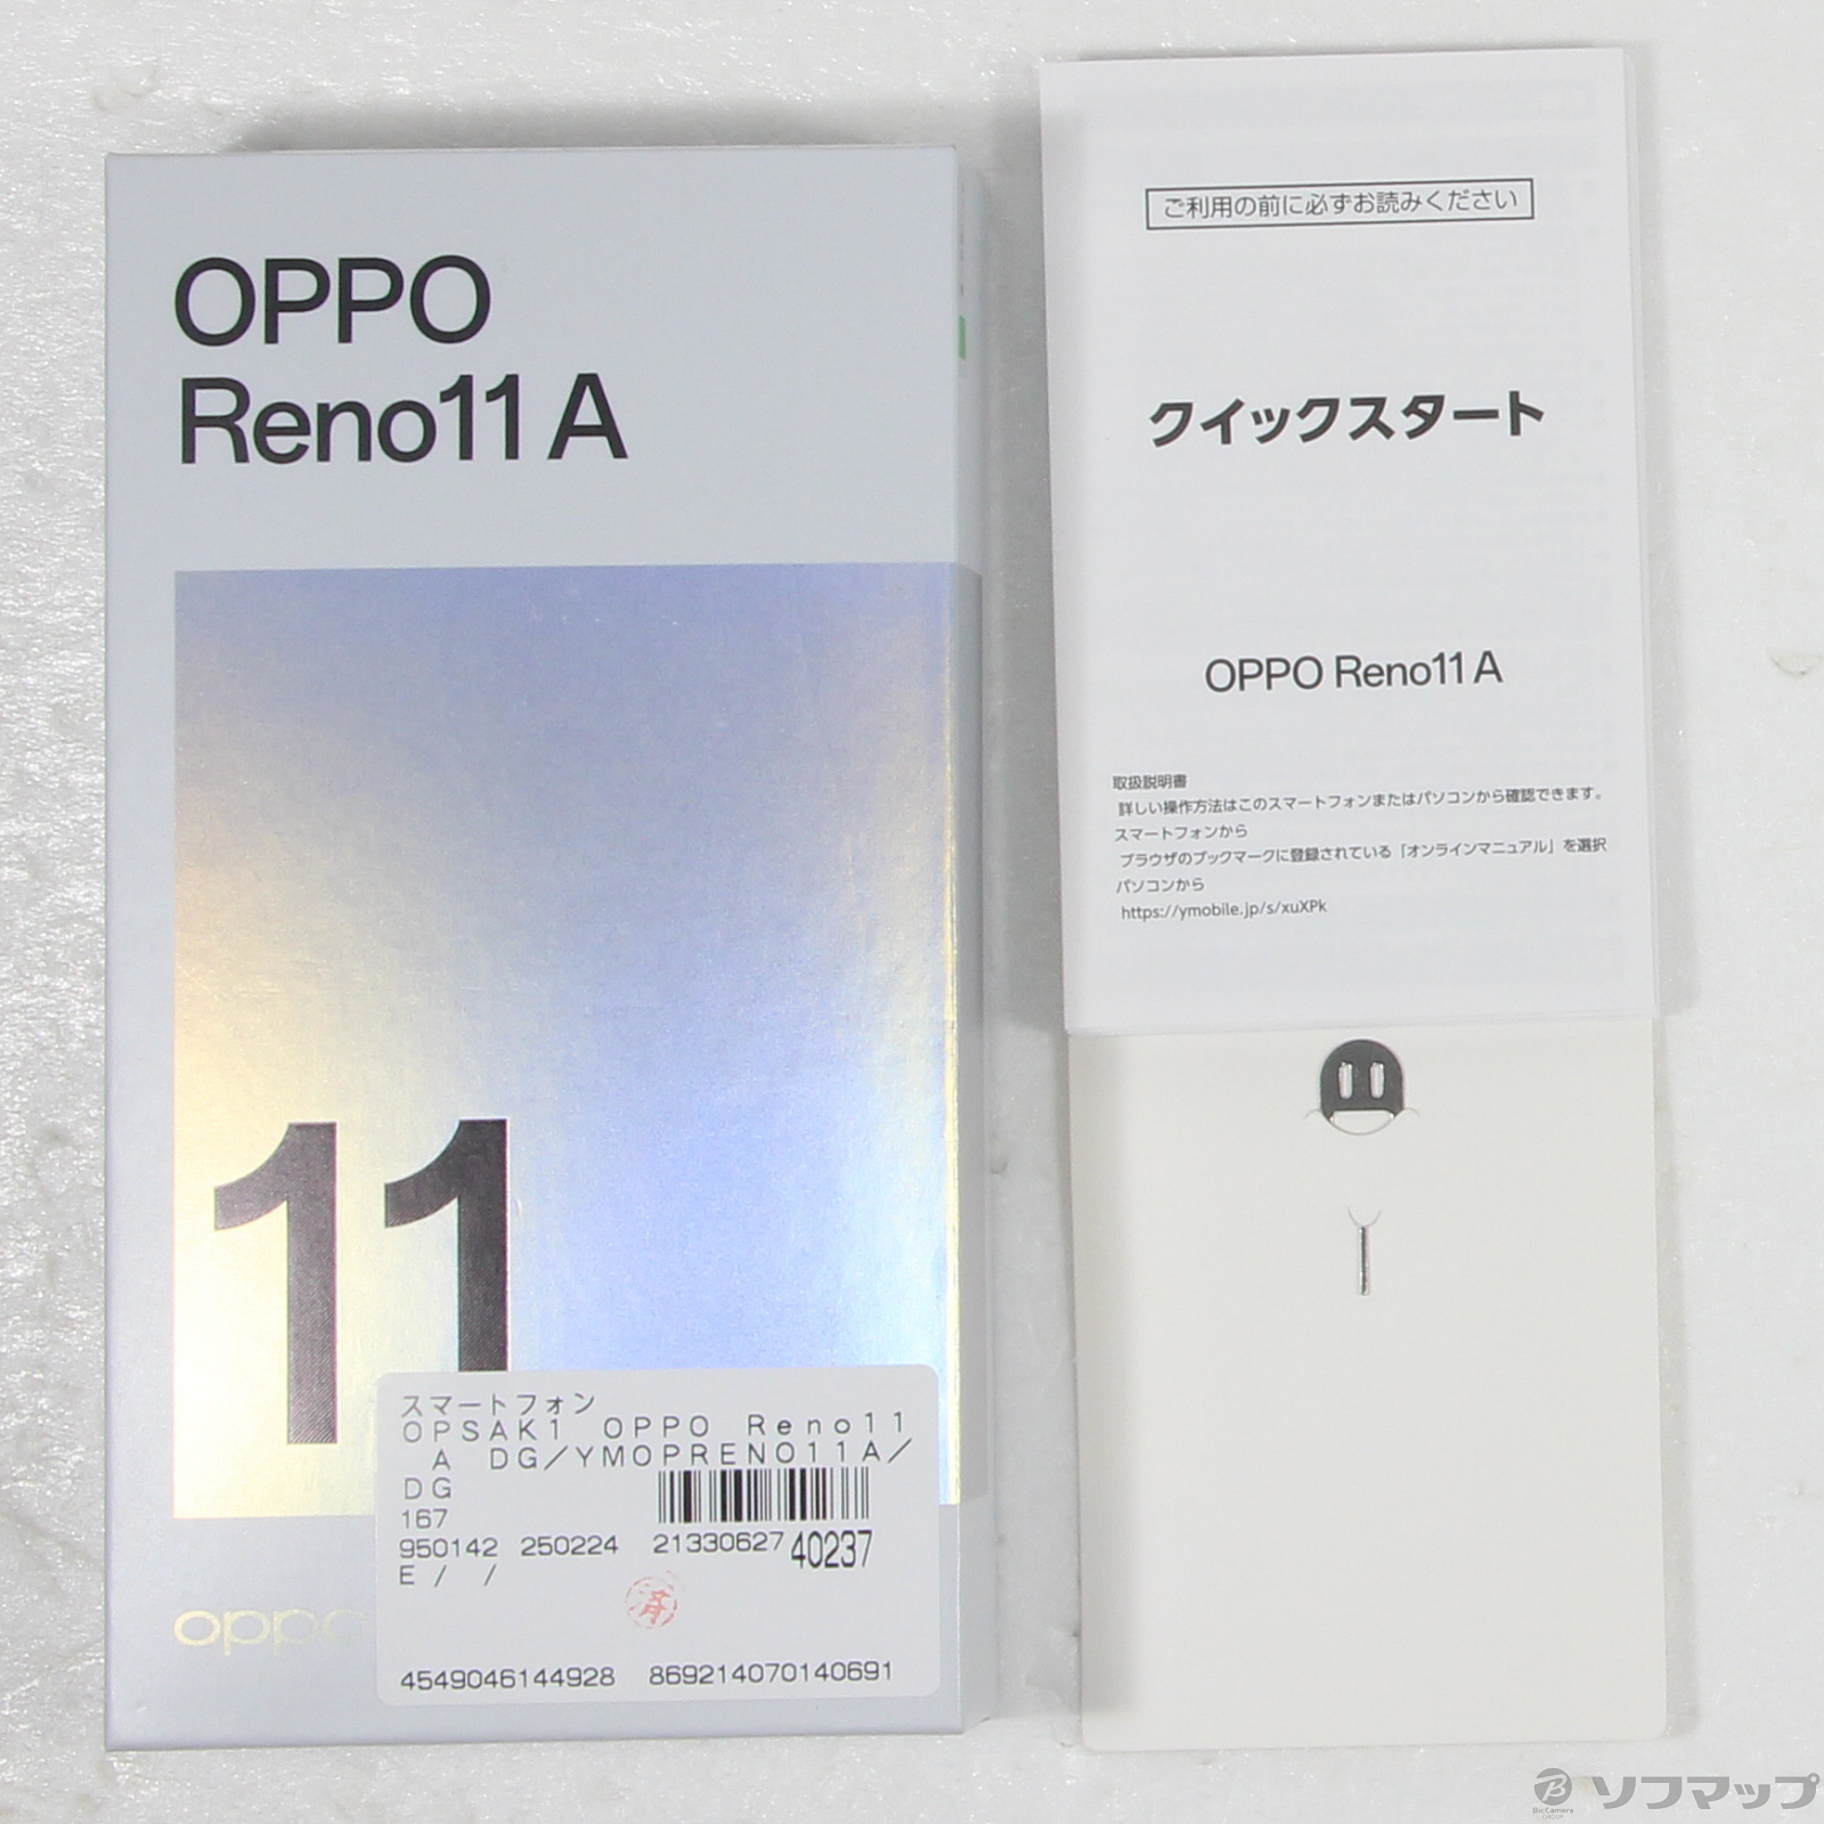 OPPO
Reno11 A
11
スマートフォン
OPSAK1 OPPO Reno11
A DG/YMOPRENO11A/
DG
167
950142 250224 21330627 40237
E / /
4549046144928 869214070140691
oppo
ご利用の前に必ずお読みください
クイックスタート
OPPO Reno11 A
取扱説明書
詳しい操作方法はこのスマートフォンまたはパソコンから確認できます。
スマートフォンから
ブラウザのブックマークに登録されている「オンラインマニュアル」を選択
パソコンから
https://ymobile.jp/s/xuXPk
BicCamera
GROUP
ソフマップ